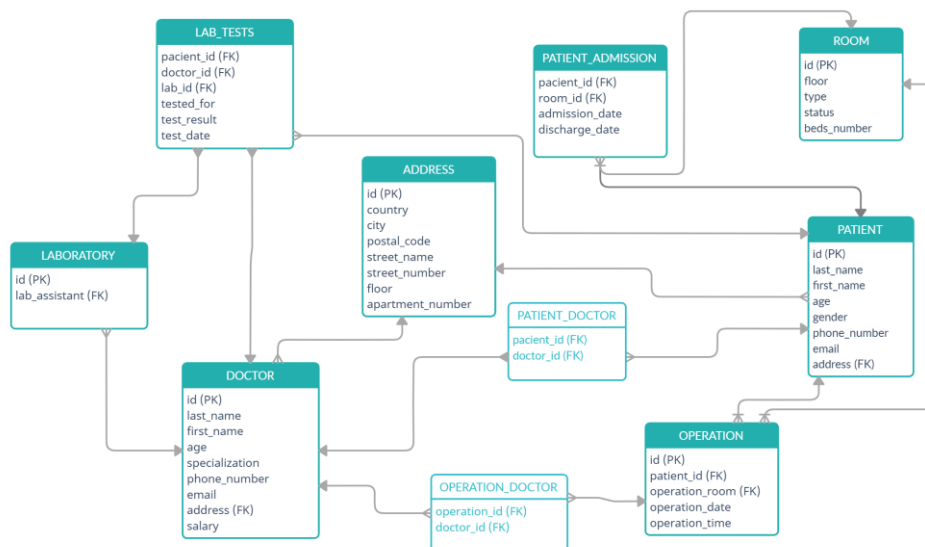 LAB_TESTS
pacient_id (FK)
doctor_id (FK)
lab_id (FK)
tested_for
test_result
test_date
PATIENT_ADMISSION
pacient_id (FK)
room_id (FK)
admission_date
discharge_date
ROOM
id (PK)
floor
type
status
beds_number
ADDRESS
id (PK)
country
city
postal_code
street_name
street_number
floor
apartment_number
LABORATORY
id (PK)
lab_assistant (FK)
PATIENT
id (PK)
last_name
first_name
age
gender
phone_number
email
address (FK)
PATIENT_DOCTOR
pacient_id (FK)
doctor_id (FK)
DOCTOR
id (PK)
last_name
first_name
age
specialization
phone_number
email
address (FK)
salary
OPERATION
id (PK)
patient_id (FK)
operation_room (FK)
operation_date
operation_time
OPERATION_DOCTOR
operation_id (FK)
doctor_id (FK)